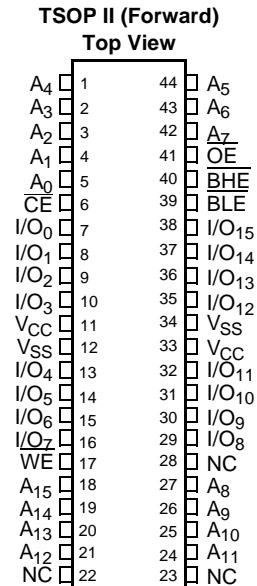 TSOP II (Forward)
Top View
A4 1 44 A5
A3 2 43 A6
A2 3 42 A7
A1 4 41 OE
A0 5 40 BHE
CE 6 39 BLE
I/O0 7 38 I/O15
I/O1 8 37 I/O14
I/O2 9 36 I/O13
I/O3 10 35 I/O12
VCC 11 34 VSS
VSS 12 33 VCC
I/O4 13 32 I/O11
I/O5 14 31 I/O10
I/O6 15 30 I/O9
I/O7 16 29 I/O8
WE 17 28 NC
A15 18 27 A8
A14 19 26 A9
A13 20 25 A10
A12 21 24 A11
NC 22 23 NC